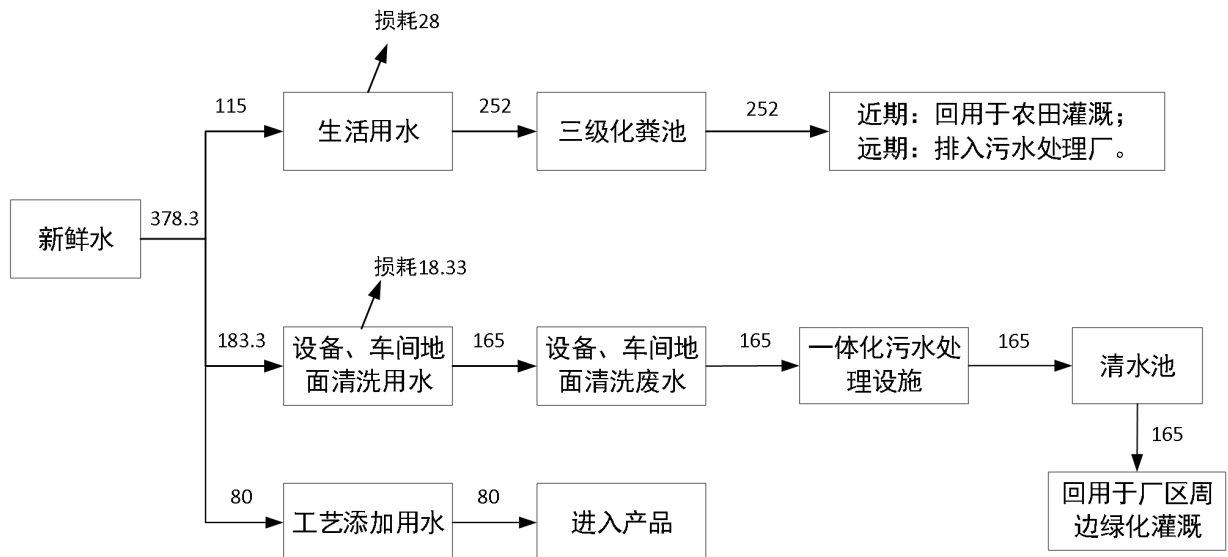 损耗28
115
生活用水
252
三级化粪池
252
近期：回用于农田灌溉；
远期：排入污水处理厂。
新鲜水
378.3
损耗18.33
183.3
设备、车间地
面清洗用水
165
设备、车间地
面清洗废水
165
一体化污水处
理设施
165
清水池
165
回用于厂区周
边绿化灌溉
80
工艺添加用水
80
进入产品